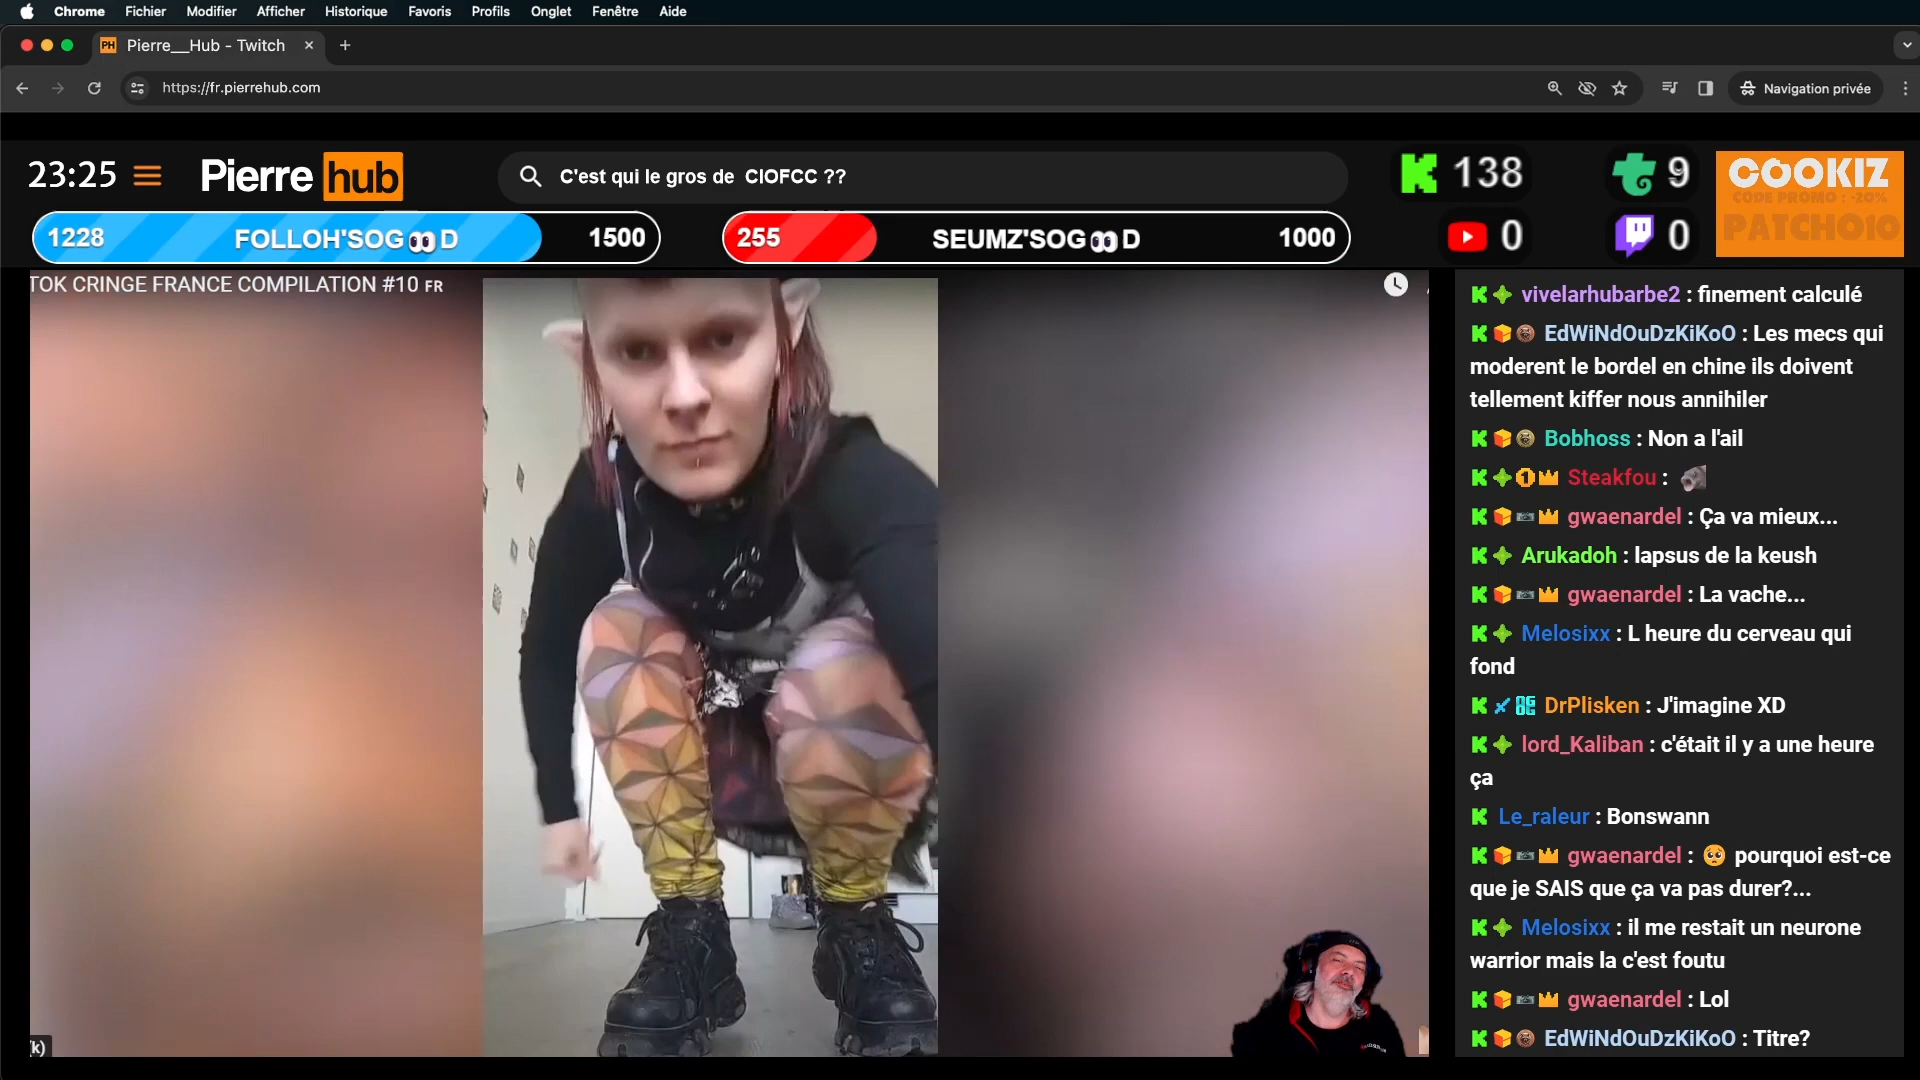 Chrome Fichier Modifier Afficher Historique Favoris Profils Onglet Fenêtre Aide
PH Pierre__Hub - Twitch
https://fr.pierrehub.com
Navigation privée
23:25
Pierre hub
C'est qui le gros de CIOFCC ??
138
9
COOKIZ
CODE PROMO : -20%
PATCHO10
1228 FOLLOH'SOG👀D 1500
255 SEUMZ'SOG👀D 1000
0
0
TOK CRINGE FRANCE COMPILATION #10 FR
k)
vivelarhubarbe2 : finement calculé
EdWiNdOuDzKiKoO : Les mecs qui
moderent le bordel en chine ils doivent
tellement kiffer nous annihiler
Bobhoss : Non a l'ail
Steakfou :
gwaenardel : Ça va mieux...
Arukadoh : lapsus de la keush
gwaenardel : La vache...
Melosixx : L heure du cerveau qui
fond
DrPlisken : J'imagine XD
lord_Kaliban : c'était il y a une heure
ça
Le_raleur : Bonswann
gwaenardel : 🥺 pourquoi est-ce
que je SAIS que ça va pas durer?...
Melosixx : il me restait un neurone
warrior mais la c'est foutu
gwaenardel : Lol
EdWiNdOuDzKiKoO : Titre?